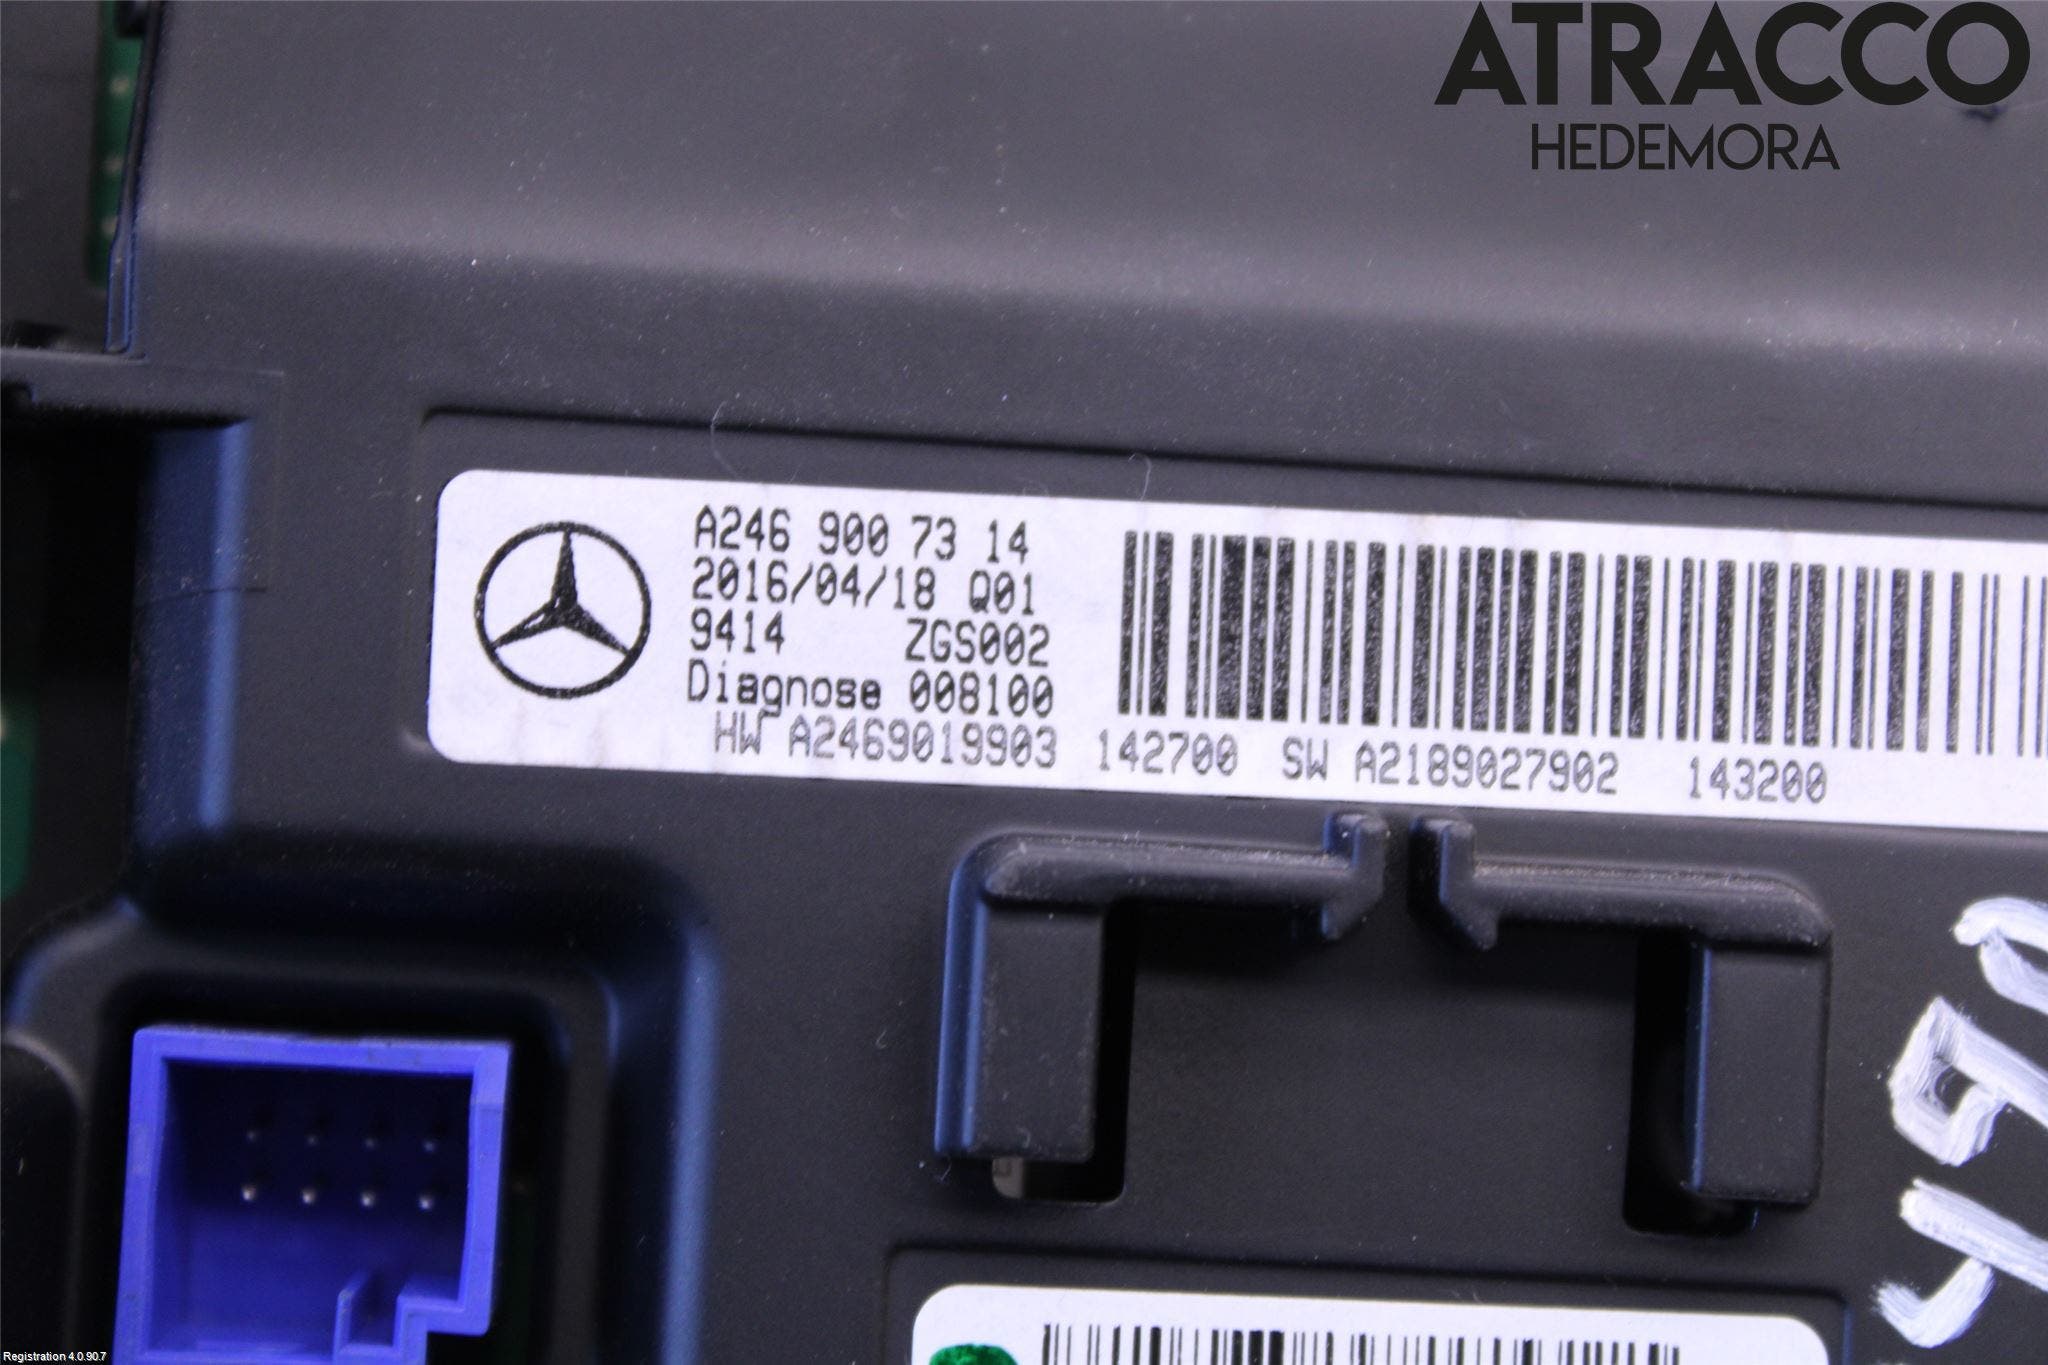 ATRACCO
HEDEMORA
A246 900 73 14
2016/04/18 Q01
9414 ZGS002
Diagnose 008100
HW A2469019903 142700 SW A2189027902 143200
Registration 4.0.90.7